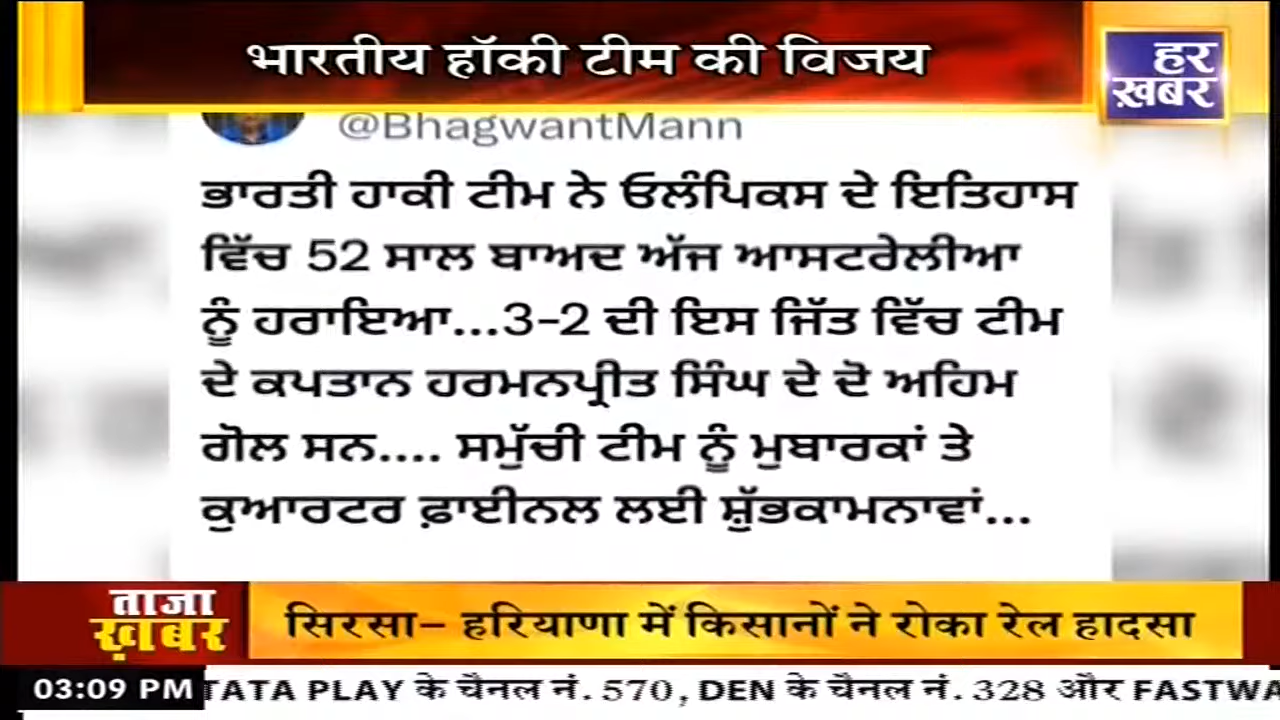 भारतीय हॉकी टीम की विजय
हर
ख़बर
@BhagwantMann
ਭਾਰਤੀ ਹਾਕੀ ਟੀਮ ਨੇ ਓਲੰਪਿਕਸ ਦੇ ਇਤਿਹਾਸ
ਵਿੱਚ 52 ਸਾਲ ਬਾਅਦ ਅੱਜ ਆਸਟਰੇਲੀਆ
ਨੂੰ ਹਰਾਇਆ...3-2 ਦੀ ਇਸ ਜਿੱਤ ਵਿੱਚ ਟੀਮ
ਦੇ ਕਪਤਾਨ ਹਰਮਨਪ੍ਰੀਤ ਸਿੰਘ ਦੇ ਦੋ ਅਹਿਮ
ਗੋਲ ਸਨ.... ਸਮੁੱਚੀ ਟੀਮ ਨੂੰ ਮੁਬਾਰਕਾਂ ਤੇ
ਕੁਆਰਟਰ ਫ਼ਾਈਨਲ ਲਈ ਸ਼ੁੱਭਕਾਮਨਾਵਾਂ...
ताजा
ख़बर
सिरसा– हरियाणा में किसानों ने रोका रेल हादसा
03:09 PM
TATA PLAY के चैनल नं. 570, DEN के चैनल नं. 328 और FASTWA